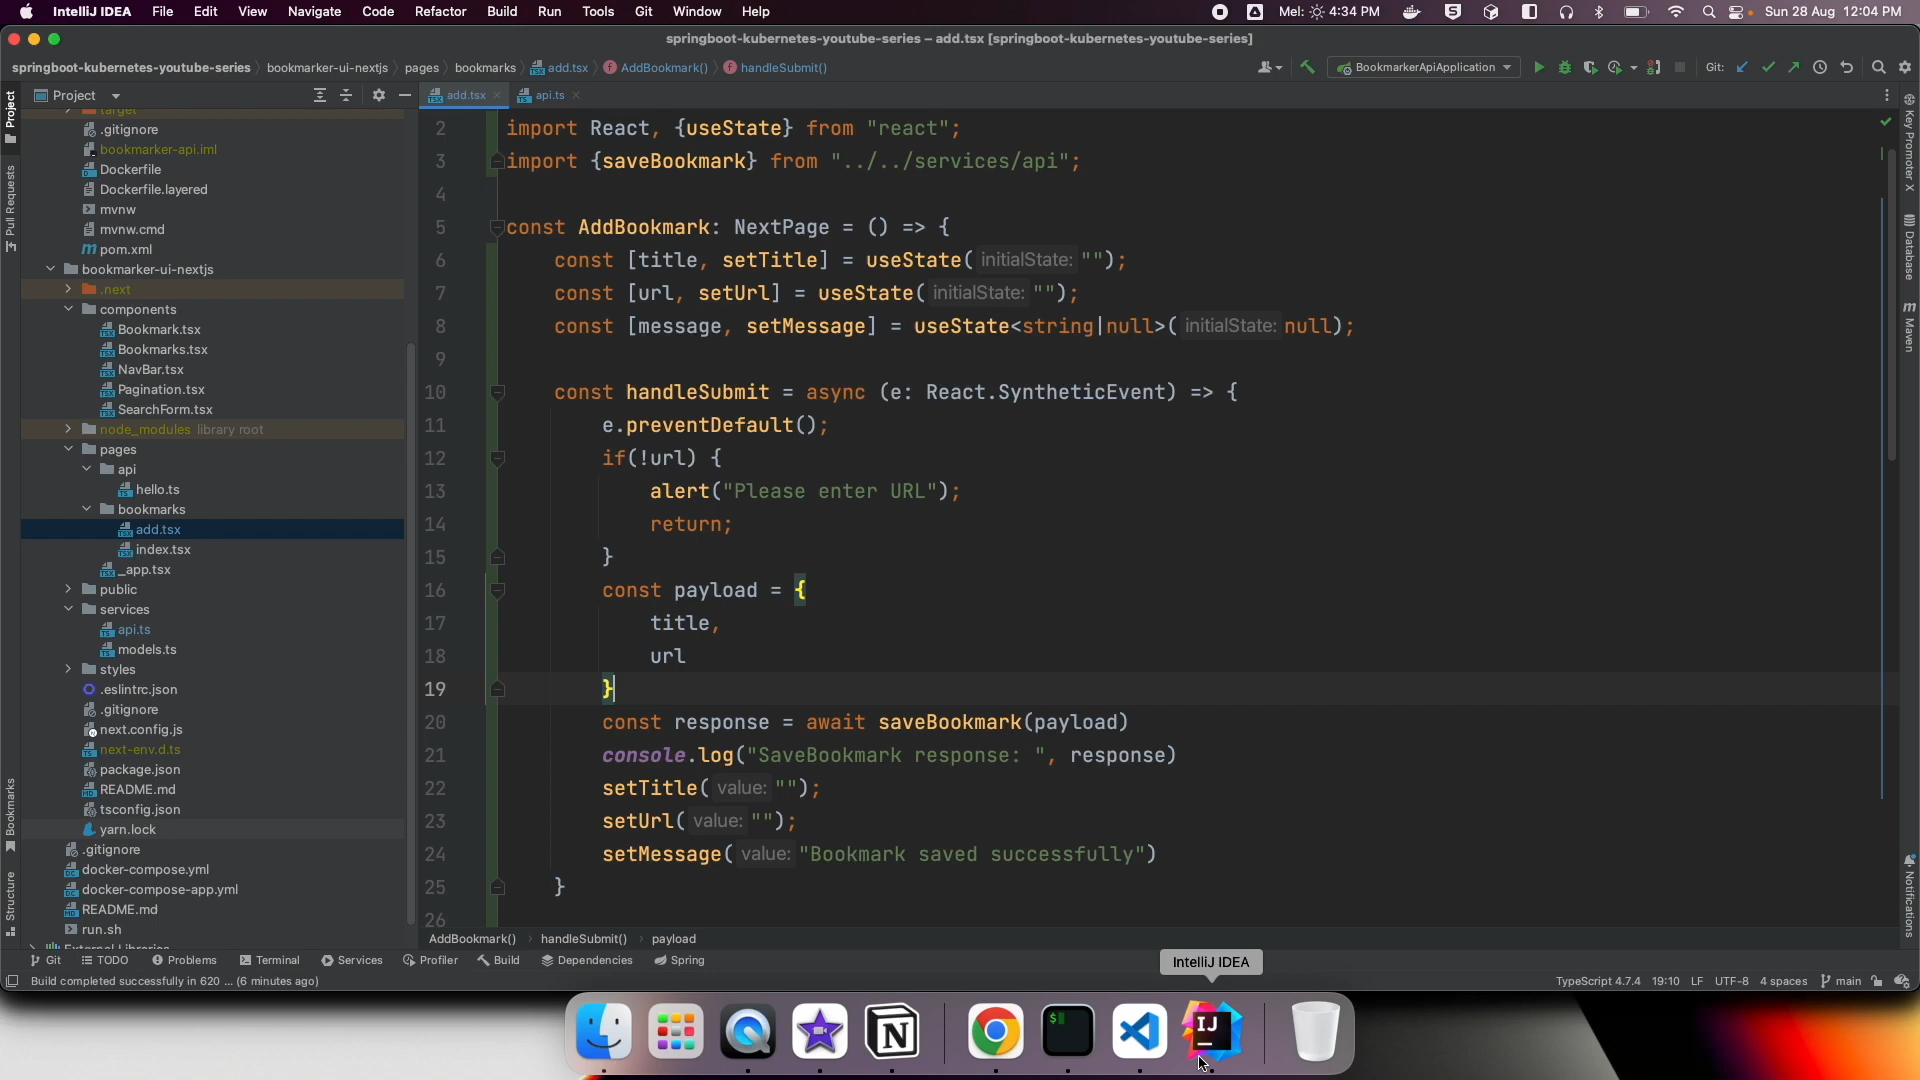 IntelliJ IDEA File Edit View Navigate Code Refactor Build Run Tools Git Window Help Mel: 4:34 PM Sun 28 Aug 12:04 PM
springboot-kubernetes-youtube-series – add.tsx [springboot-kubernetes-youtube-series]
springboot-kubernetes-youtube-series bookmarker-ui-nextjs pages bookmarks add.tsx AddBookmark() handleSubmit() BookmarkerApiApplication Git:
Project
add.tsx api.ts
target
.gitignore
bookmarker-api.iml
Dockerfile
Dockerfile.layered
mvnw
mvnw.cmd
pom.xml
bookmarker-ui-nextjs
.next
components
Bookmark.tsx
Bookmarks.tsx
NavBar.tsx
Pagination.tsx
SearchForm.tsx
node_modules library root
pages
api
hello.ts
bookmarks
add.tsx
index.tsx
_app.tsx
public
services
api.ts
models.ts
styles
.eslintrc.json
.gitignore
next.config.js
next-env.d.ts
package.json
README.md
tsconfig.json
yarn.lock
.gitignore
docker-compose.yml
docker-compose-app.yml
README.md
run.sh
External Libraries
Project
Pull Requests
Bookmarks
Structure
2 import React, {useState} from "react";
3 import {saveBookmark} from "../../services/api";
4
5 const AddBookmark: NextPage = () => {
6 const [title, setTitle] = useState( initialState: "");
7 const [url, setUrl] = useState( initialState: "");
8 const [message, setMessage] = useState<string|null>( initialState: null);
9
10 const handleSubmit = async (e: React.SyntheticEvent) => {
11 e.preventDefault();
12 if(!url) {
13 alert("Please enter URL");
14 return;
15 }
16 const payload = {
17 title,
18 url
19 }
20 const response = await saveBookmark(payload)
21 console.log("SaveBookmark response: ", response)
22 setTitle( value: "");
23 setUrl( value: "");
24 setMessage( value: "Bookmark saved successfully")
25 }
26
Key Promoter X
Database
Maven
Notifications
AddBookmark() handleSubmit() payload
Git TODO Problems Terminal Services Profiler Build Dependencies Spring
IntelliJ IDEA
Build completed successfully in 620 ... (6 minutes ago) TypeScript 4.7.4 19:10 LF UTF-8 4 spaces main